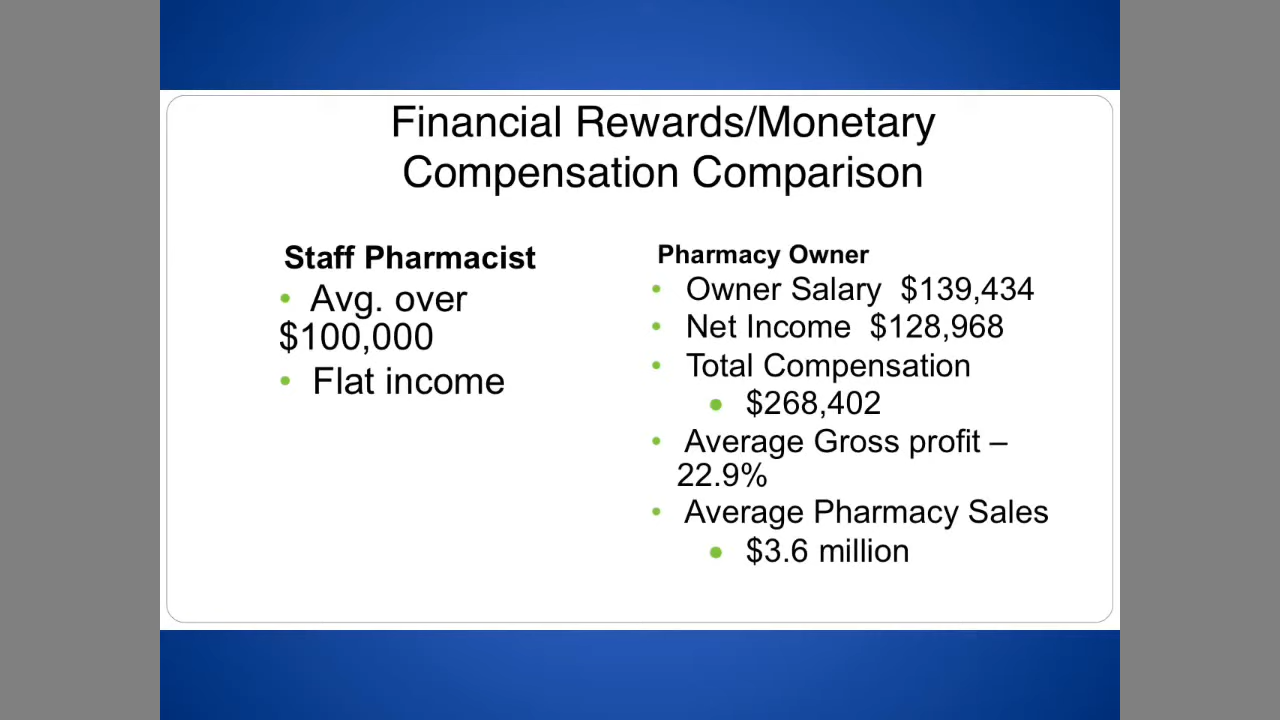 Financial Rewards/Monetary
Compensation Comparison
Staff Pharmacist
• Avg. over
$100,000
• Flat income
Pharmacy Owner
• Owner Salary $139,434
• Net Income $128,968
• Total Compensation
• $268,402
• Average Gross profit –
22.9%
• Average Pharmacy Sales
• $3.6 million